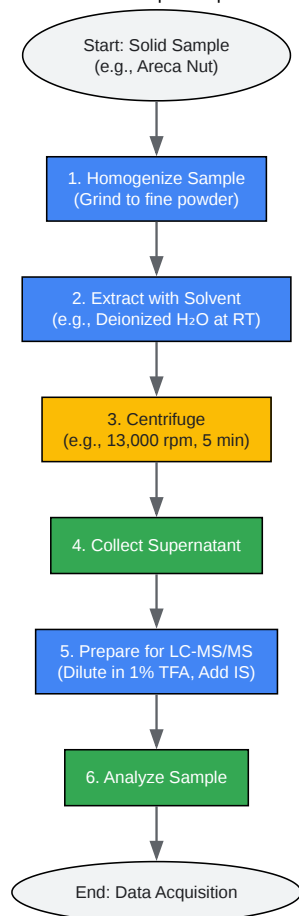 Start: Solid Sample
(e.g., Areca Nut)
1. Homogenize Sample
(Grind to fine powder)
2. Extract with Solvent
(e.g., Deionized H₂O at RT)
3. Centrifuge
(e.g., 13,000 rpm, 5 min)
4. Collect Supernatant
5. Prepare for LC-MS/MS
(Dilute in 1% TFA, Add IS)
6. Analyze Sample
End: Data Acquisition